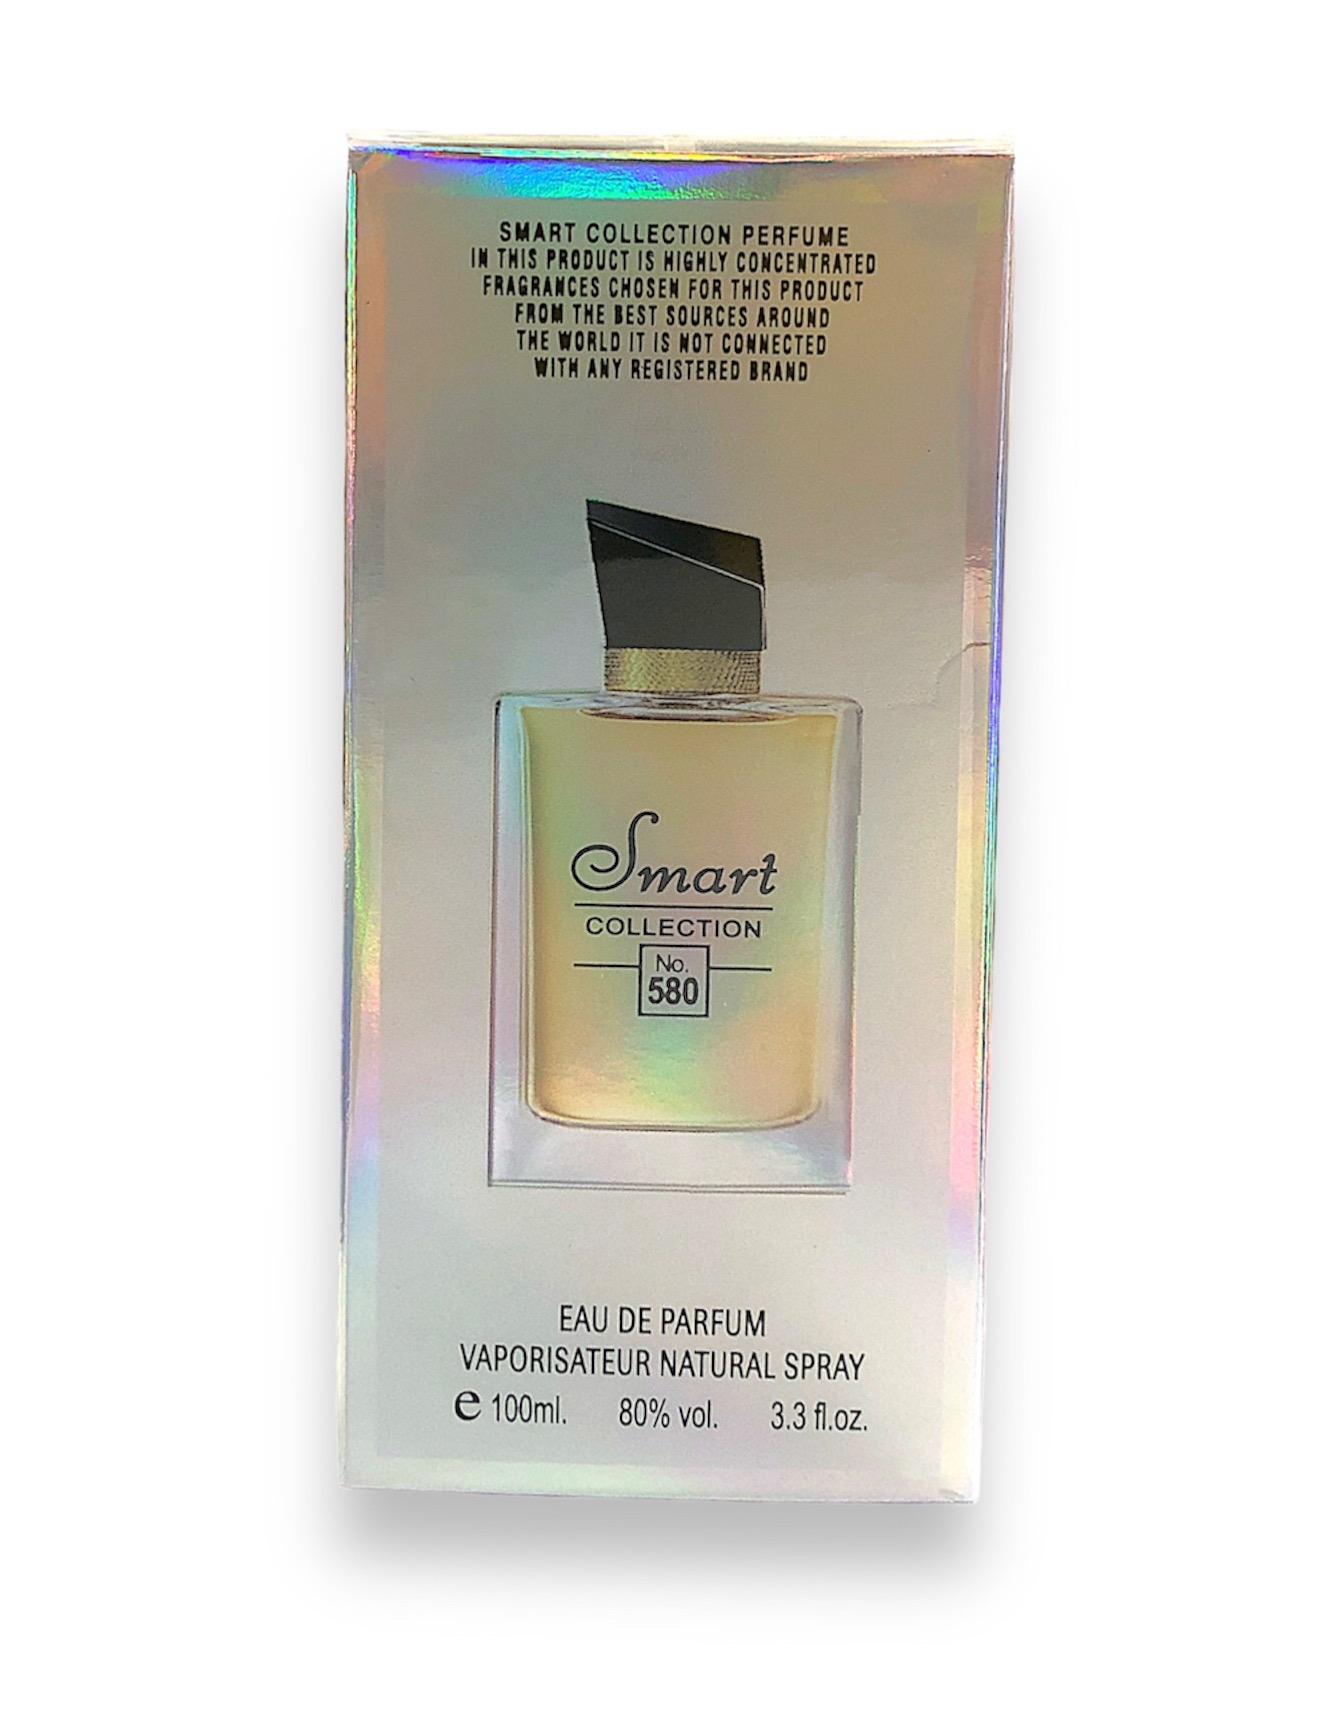 SMART COLLECTION PERFUME
IN THIS PRODUCT IS HIGHLY CONCENTRATED
FRAGRANCES CHOSEN FOR THIS PRODUCT
FROM THE BEST SOURCES AROUND
THE WORLD IT IS NOT CONNECTED
WITH ANY REGISTERED BRAND
Smart
COLLECTION
No.
580
EAU DE PARFUM
VAPORISATEUR NATURAL SPRAY
e 100ml. 80% vol. 3.3 fl.oz.